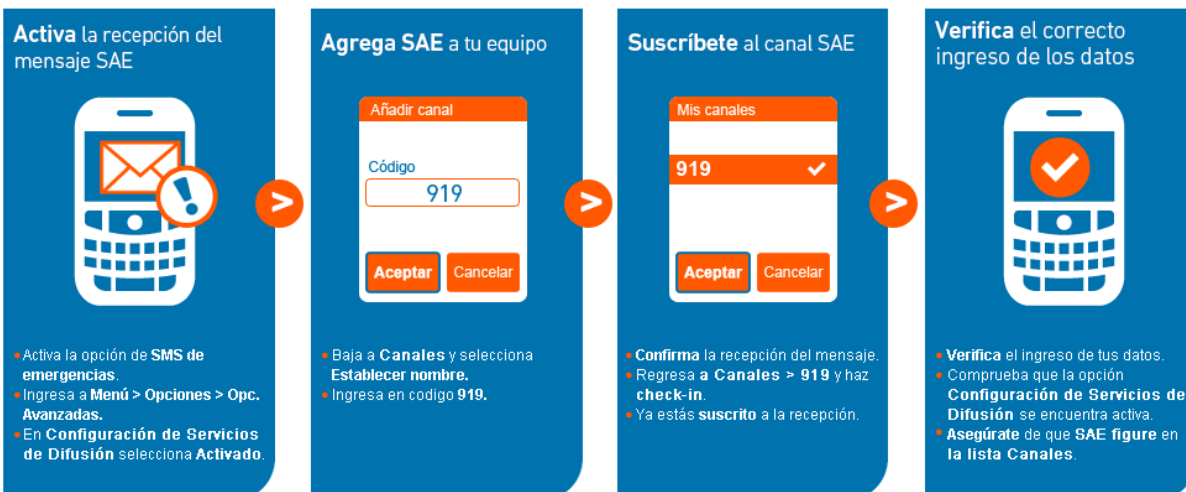 Activa la recepción del
mensaje SAE
•Activa la opción de SMS de
emergencias.
•Ingresa a Menú > Opciones > Opc.
Avanzadas.
•En Configuración de Servicios
de Difusión selecciona Activado.
>
Agrega SAE a tu equipo
Añadir canal
Código
919
Aceptar Cancelar
•Baja a Canales y selecciona
Establecer nombre.
•Ingresa en codigo 919.
>
Suscríbete al canal SAE
Mis canales
919
Aceptar Cancelar
•Confirma la recepción del mensaje.
•Regresa a Canales > 919 y haz
check-in.
•Ya estás suscrito a la recepción.
>
Verifica el correcto
ingreso de los datos
•Verifica el ingreso de tus datos.
•Comprueba que la opción
Configuración de Servicios de
Difusión se encuentra activa.
•Asegúrate de que SAE figure en
la lista Canales.